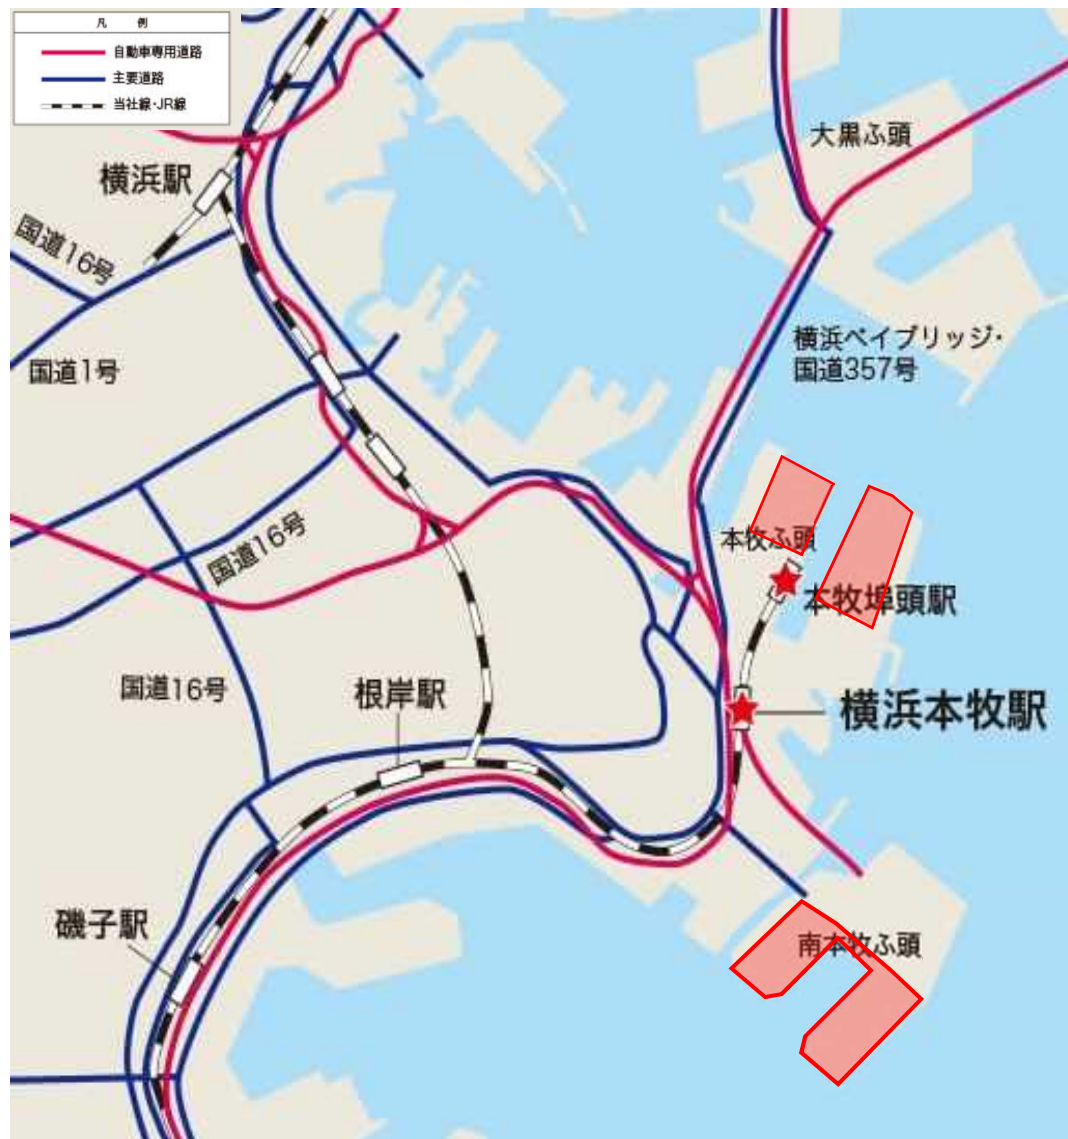 凡 例
自動車専用道路
主要道路
当社線・JR線
大黒ふ頭
横浜駅
国道16号
横浜ベイブリッジ・
国道357号
国道1号
本牧ふ頭
国道16号
本牧埠頭駅
国道16号
根岸駅
横浜本牧駅
磯子駅
南本牧ふ頭